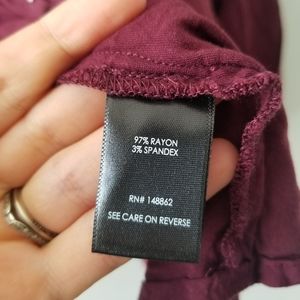 97% RAYON
3% SPANDEX
RN# 148862
SEE CARE ON REVERSE